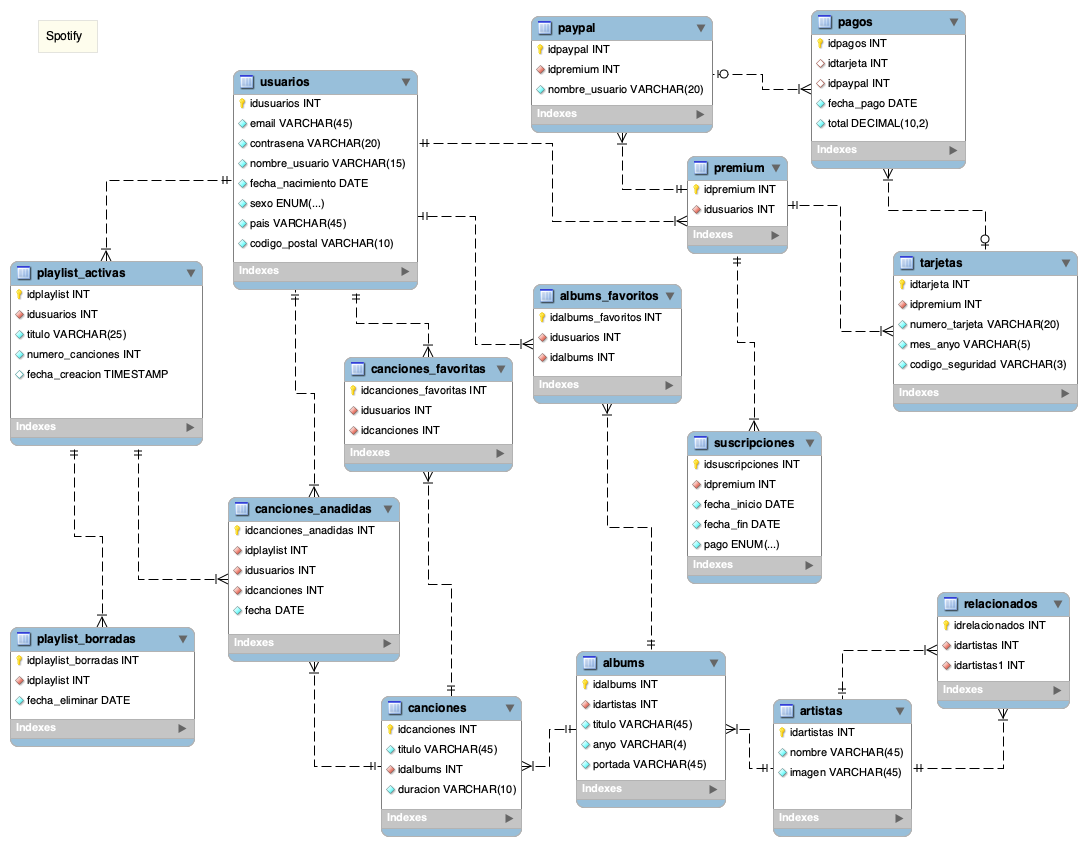 Spotify
usuarios
idusuarios INT
email VARCHAR(45)
contrasena VARCHAR(20)
nombre_usuario VARCHAR(15)
fecha_nacimiento DATE
sexo ENUM(...)
pais VARCHAR(45)
codigo_postal VARCHAR(10)
Indexes
paypal
idpaypal INT
idpremium INT
nombre_usuario VARCHAR(20)
Indexes
pagos
idpagos INT
idtarjeta INT
idpaypal INT
fecha_pago DATE
total DECIMAL(10,2)
Indexes
premium
idpremium INT
idusuarios INT
Indexes
playlist_activas
idplaylist INT
idusuarios INT
titulo VARCHAR(25)
numero_canciones INT
fecha_creacion TIMESTAMP
Indexes
canciones_favoritas
idcanciones_favoritas INT
idusuarios INT
idcanciones INT
Indexes
albums_favoritos
idalbums_favoritos INT
idusuarios INT
idalbums INT
Indexes
tarjetas
idtarjeta INT
idpremium INT
numero_tarjeta VARCHAR(20)
mes_anyo VARCHAR(5)
codigo_seguridad VARCHAR(3)
Indexes
suscripciones
idsuscripciones INT
idpremium INT
fecha_inicio DATE
fecha_fin DATE
pago ENUM(...)
Indexes
canciones_anadidas
idcanciones_anadidas INT
idplaylist INT
idusuarios INT
idcanciones INT
fecha DATE
Indexes
playlist_borradas
idplaylist_borradas INT
idplaylist INT
fecha_eliminar DATE
Indexes
canciones
idcanciones INT
titulo VARCHAR(45)
idalbums INT
duracion VARCHAR(10)
Indexes
albums
idalbums INT
idartistas INT
titulo VARCHAR(45)
anyo VARCHAR(4)
portada VARCHAR(45)
Indexes
artistas
idartistas INT
nombre VARCHAR(45)
imagen VARCHAR(45)
Indexes
relacionados
idrelacionados INT
idartistas INT
idartistas1 INT
Indexes